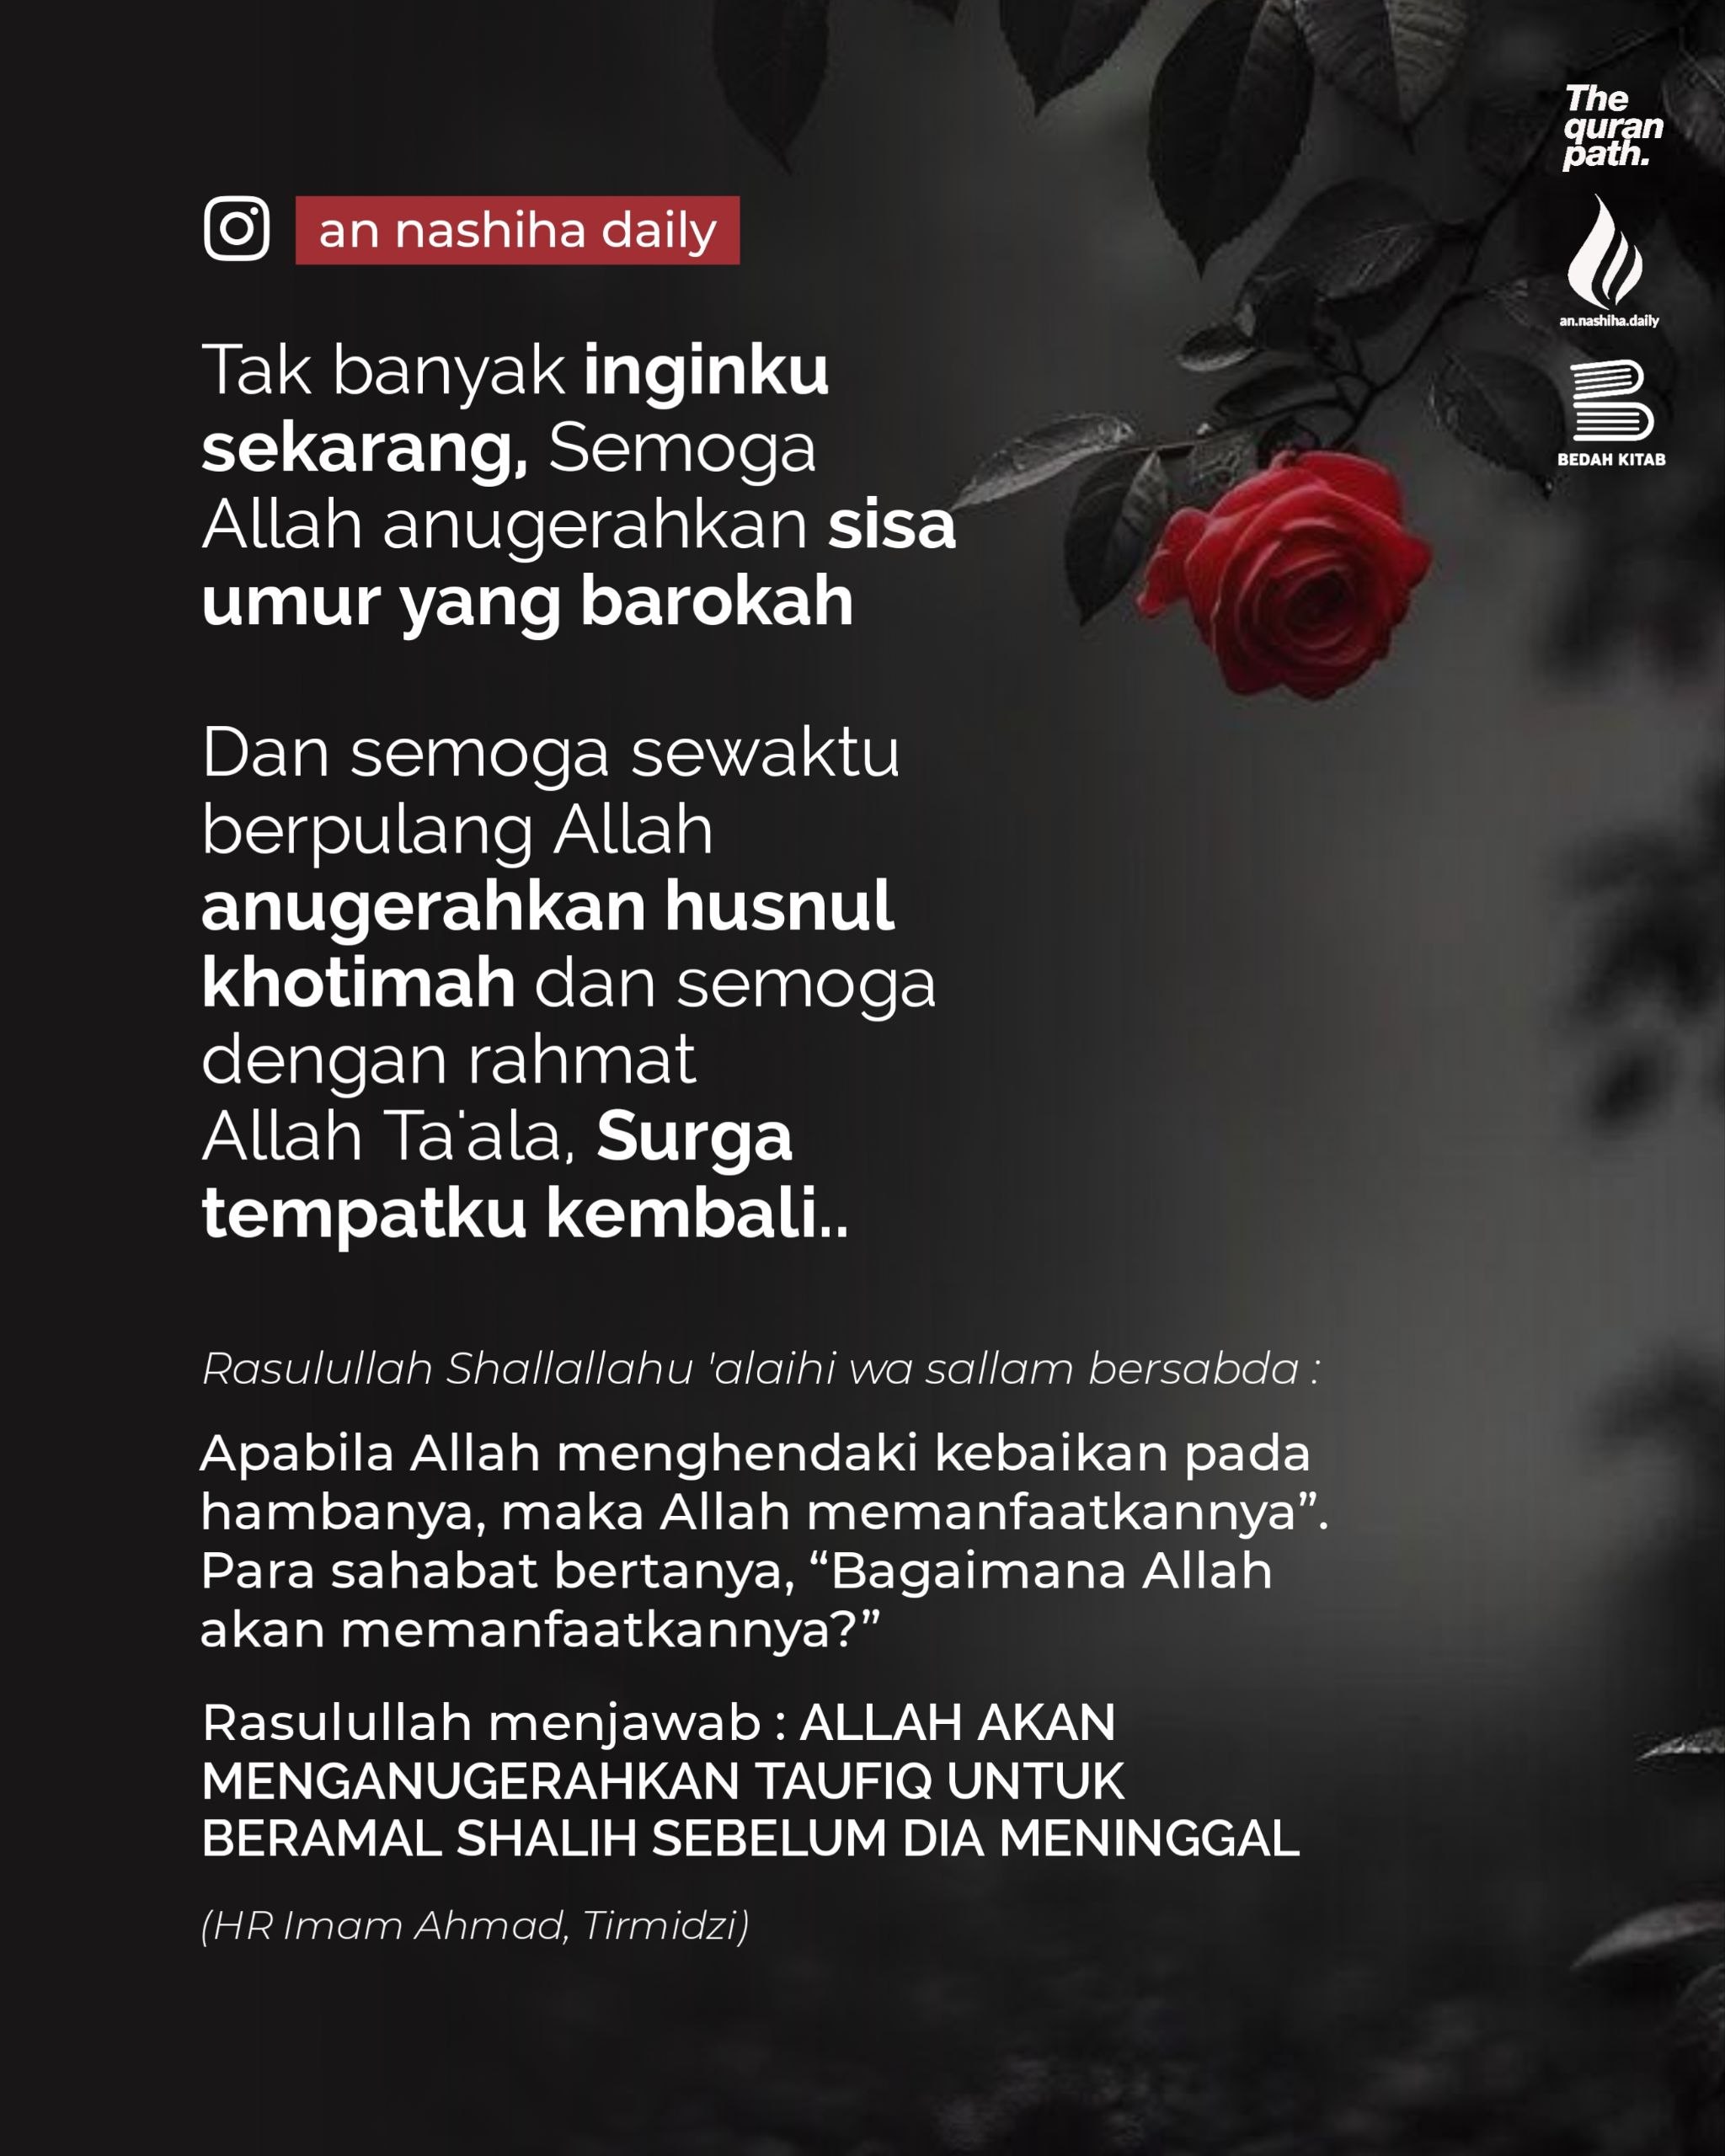 The
quran
path.
an nashiha daily
an.nashiha.daily
BEDAH KITAB
Tak banyak inginku
sekarang, Semoga
Allah anugerahkan sisa
umur yang barokah
Dan semoga sewaktu
berpulang Allah
anugerahkan husnul
khotimah dan semoga
dengan rahmat
Allah Ta'ala, Surga
tempatku kembali..
Rasulullah Shallallahu 'alaihi wa sallam bersabda :
Apabila Allah menghendaki kebaikan pada
hambanya, maka Allah memanfaatkannya”.
Para sahabat bertanya, “Bagaimana Allah
akan memanfaatkannya?”
Rasulullah menjawab : ALLAH AKAN
MENGANUGERAHKAN TAUFIQ UNTUK
BERAMAL SHALIH SEBELUM DIA MENINGGAL
(HR Imam Ahmad, Tirmidzi)